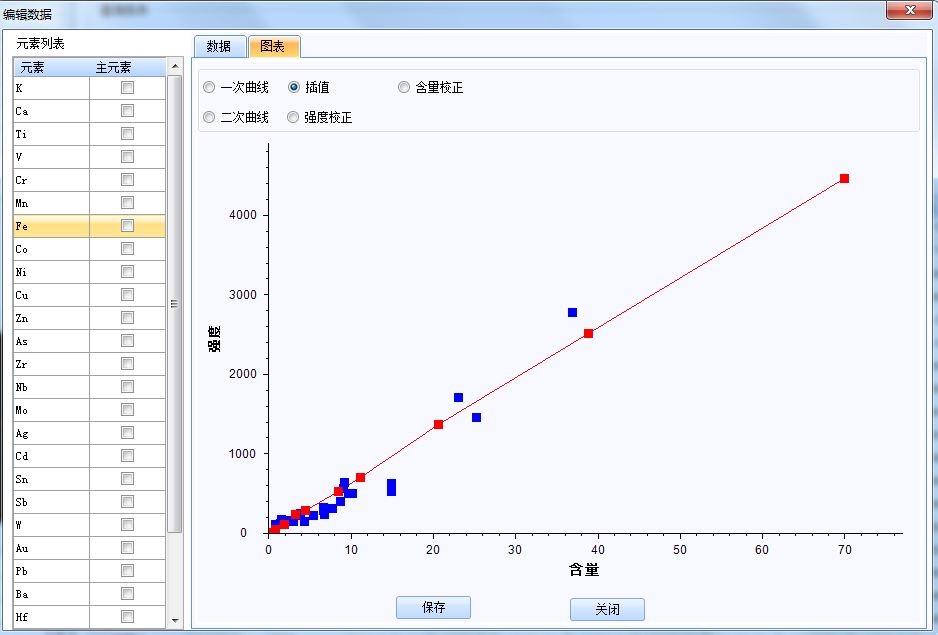 编辑数据
元素列表
元素 主元素
K
Ca
Ti
V
Cr
Mn
Fe
Co
Ni
Cu
Zn
As
Zr
Nb
Mo
Ag
Cd
Sn
Sb
W
Au
Pb
Ba
Hf
数据 图表
一次曲线 插值 含量校正
二次曲线 强度校正
4000
3000
2000
1000
0
强度
0 10 20 30 40 50 60 70
含量
保存 关闭